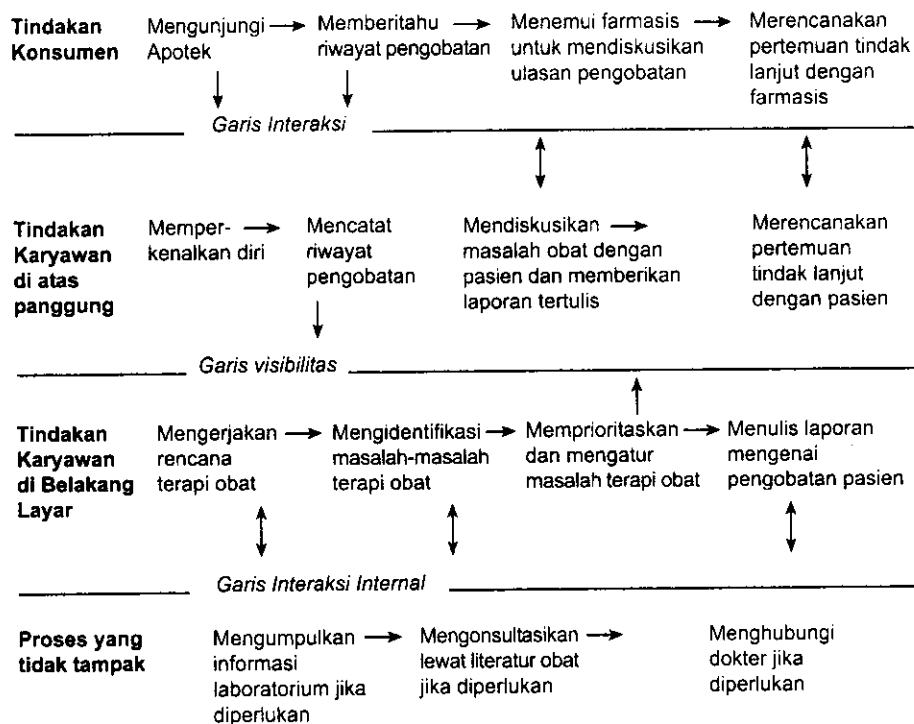 Tindakan
Konsumen
Mengunjungi
Apotek
Memberitahu
riwayat pengobatan
Menemui farmasis
untuk mendiskusikan
ulasan pengobatan
Merencanakan
pertemuan tindak
lanjut dengan
farmasis
Garis Interaksi
Tindakan
Karyawan
di atas
panggung
Memper-
kenalkan diri
Mencatat
riwayat
pengobatan
Mendiskusikan
masalah obat dengan
pasien dan memberikan
laporan tertulis
Merencanakan
pertemuan
tindak lanjut
dengan pasien
Garis visibilitas
Tindakan
Karyawan
di Belakang
Layar
Mengerjakan
rencana
terapi obat
Mengidentifikasi
masalah-masalah
terapi obat
Memprioritaskan
dan mengatur
masalah terapi obat
Menulis laporan
mengenai
pengobatan pasien
Garis Interaksi Internal
Proses yang
tidak tampak
Mengumpulkan
informasi
laboratorium jika
diperlukan
Mengonsultasikan
lewat literatur obat
jika diperlukan
Menghubungi
dokter jika
diperlukan